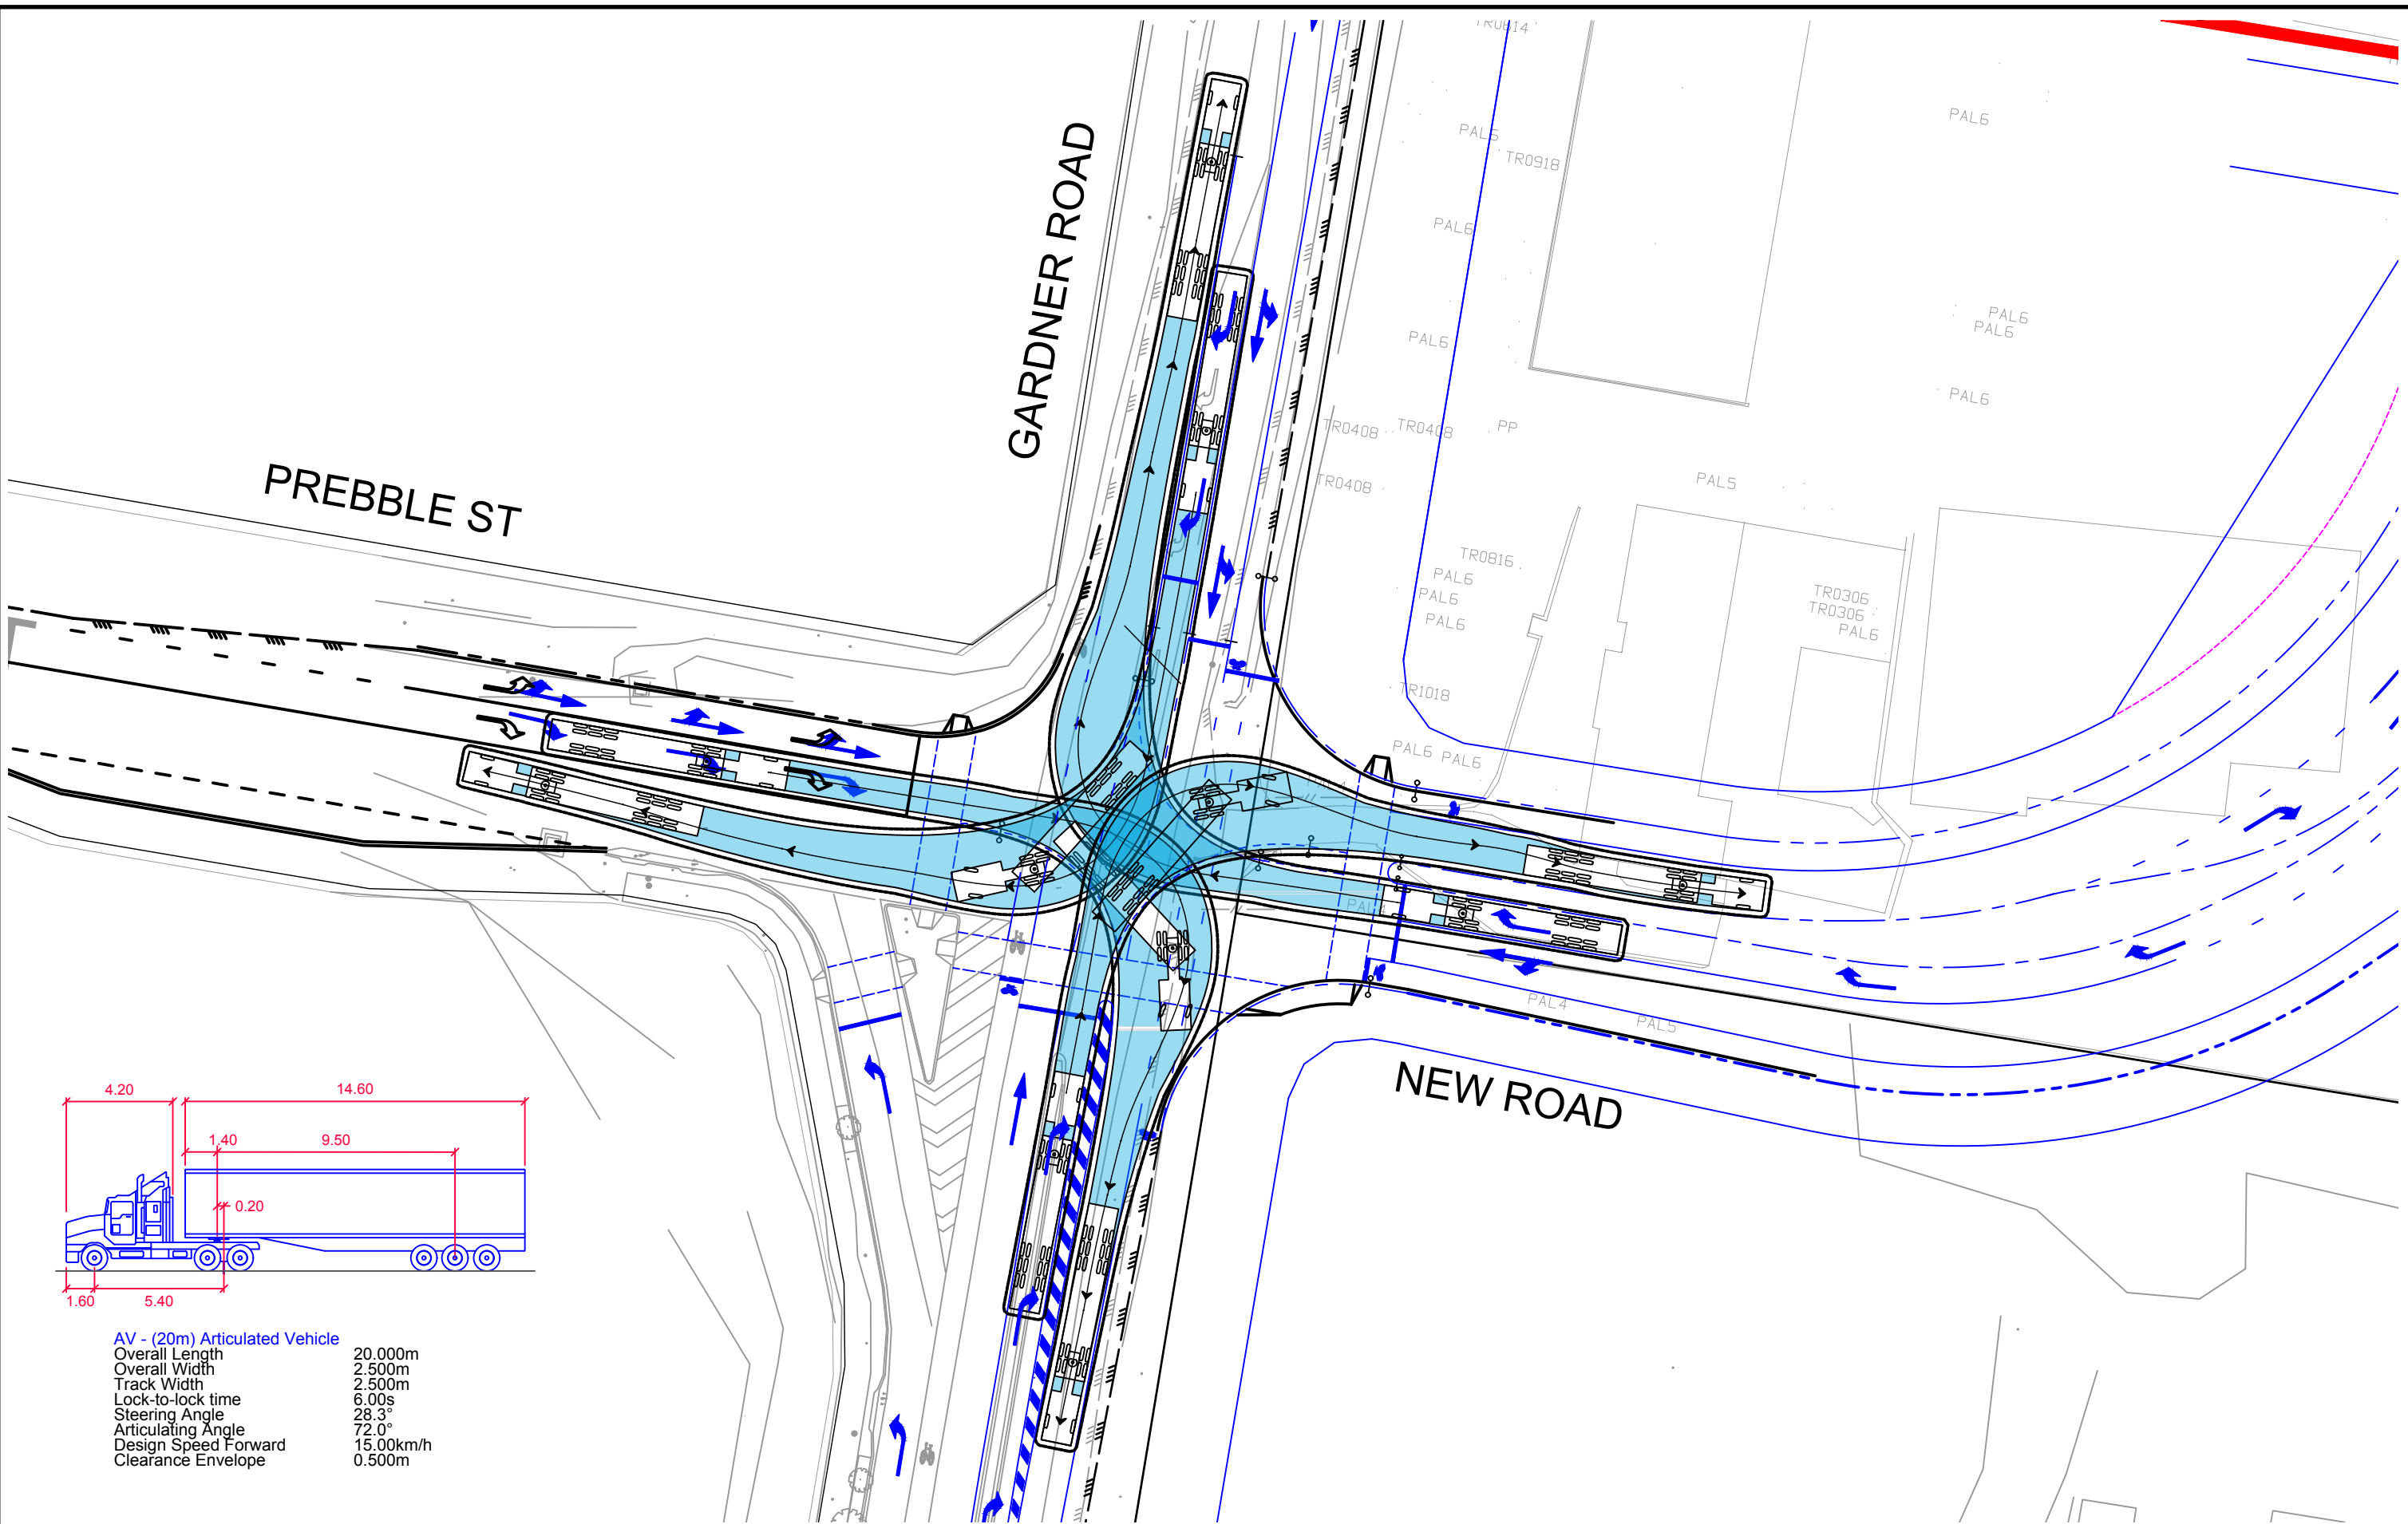 TR0614
PAL6
PAL6
TR0918
GARDNER ROAD
PAL6
PAL6
PAL6
PAL6
PAL6
TR0408
TR0408
PP
TR0408
PAL5
PREBBLE ST
TR0816
PAL6
PAL6
PAL6
TR0306
TR0306
PAL6
TR1018
PAL6 PAL6
PAL4
PAL5
NEW ROAD
4.20
14.60
1.40
9.50
0.20
1.60
5.40
AV - (20m) Articulated Vehicle
Overall Length 20.000m
Overall Width 2.500m
Track Width 2.500m
Lock-to-lock time 6.00s
Steering Angle 28.3°
Articulating Angle 72.0°
Design Speed Forward 15.00km/h
Clearance Envelope 0.500m